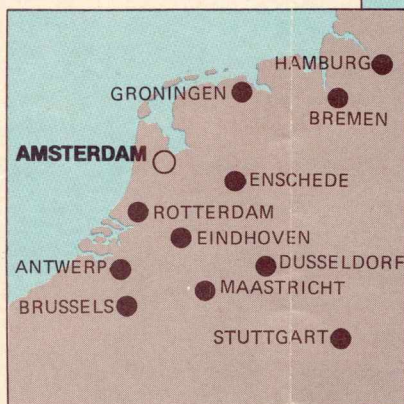 HAMBURG
GRONINGEN
BREMEN
AMSTERDAM
ENSCHEDE
ROTTERDAM
EINDHOVEN
ANTWERP
DUSSELDORF
MAASTRICHT
BRUSSELS
STUTTGART